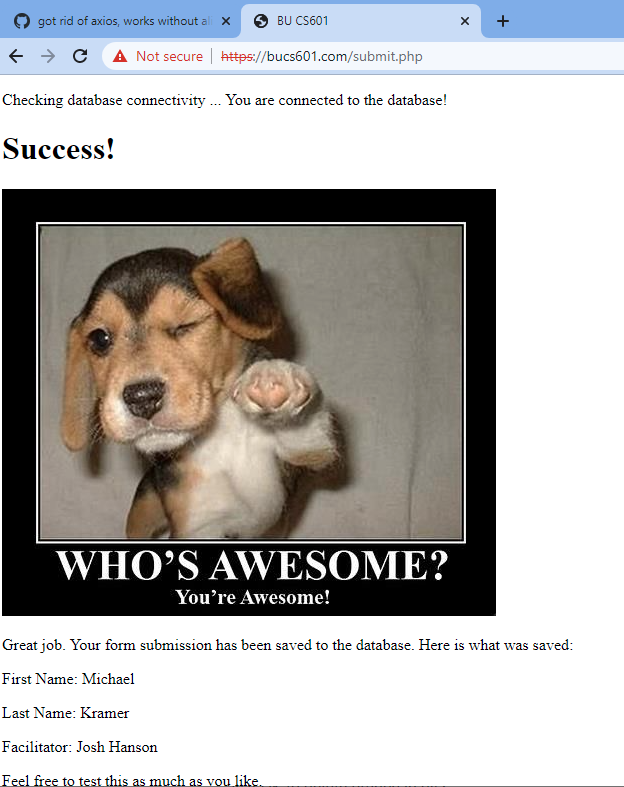 got rid of axios, works without al
BU CS601
Not secure
https://bucs601.com/submit.php
Checking database connectivity ... You are connected to the database!
Success!
WHO'S AWESOME?
You're Awesome!
Great job. Your form submission has been saved to the database. Here is what was saved:
First Name: Michael
Last Name: Kramer
Facilitator: Josh Hanson
Feel free to test this as much as you like.